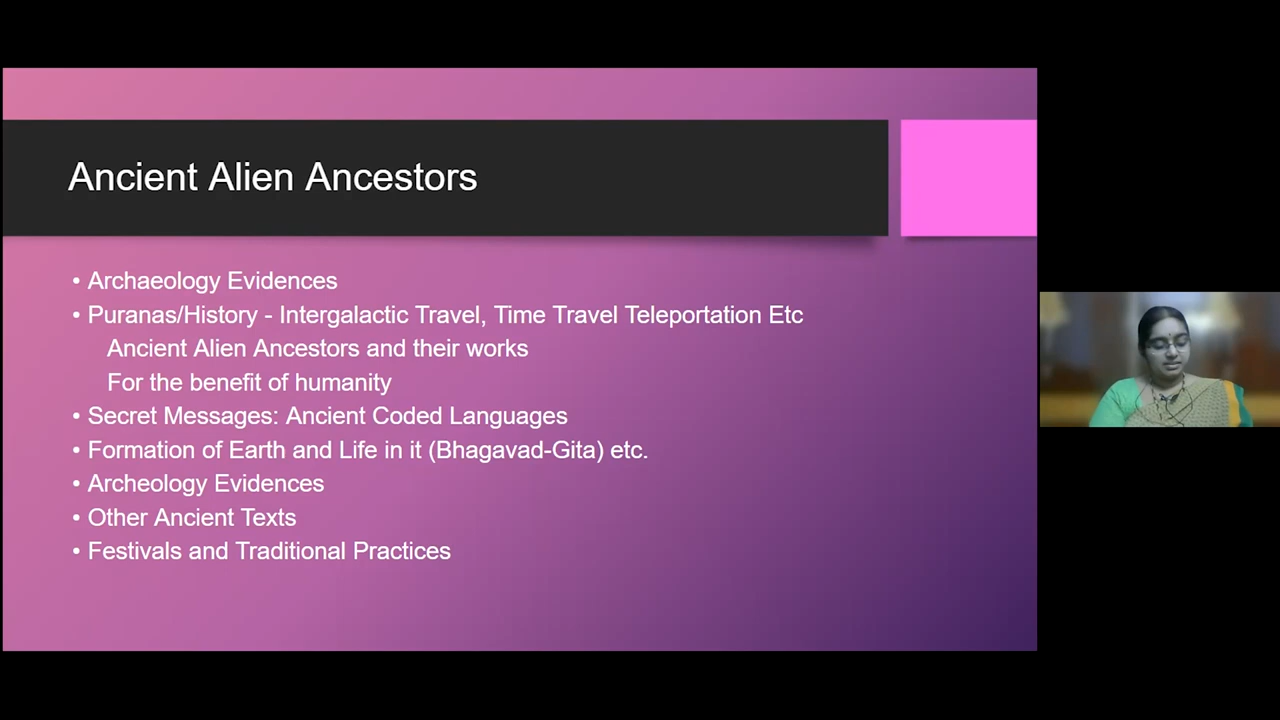 Ancient Alien Ancestors
• Archaeology Evidences
• Puranas/History - Intergalactic Travel, Time Travel Teleportation Etc
Ancient Alien Ancestors and their works
For the benefit of humanity
• Secret Messages: Ancient Coded Languages
• Formation of Earth and Life in it (Bhagavad-Gita) etc.
• Archeology Evidences
• Other Ancient Texts
• Festivals and Traditional Practices